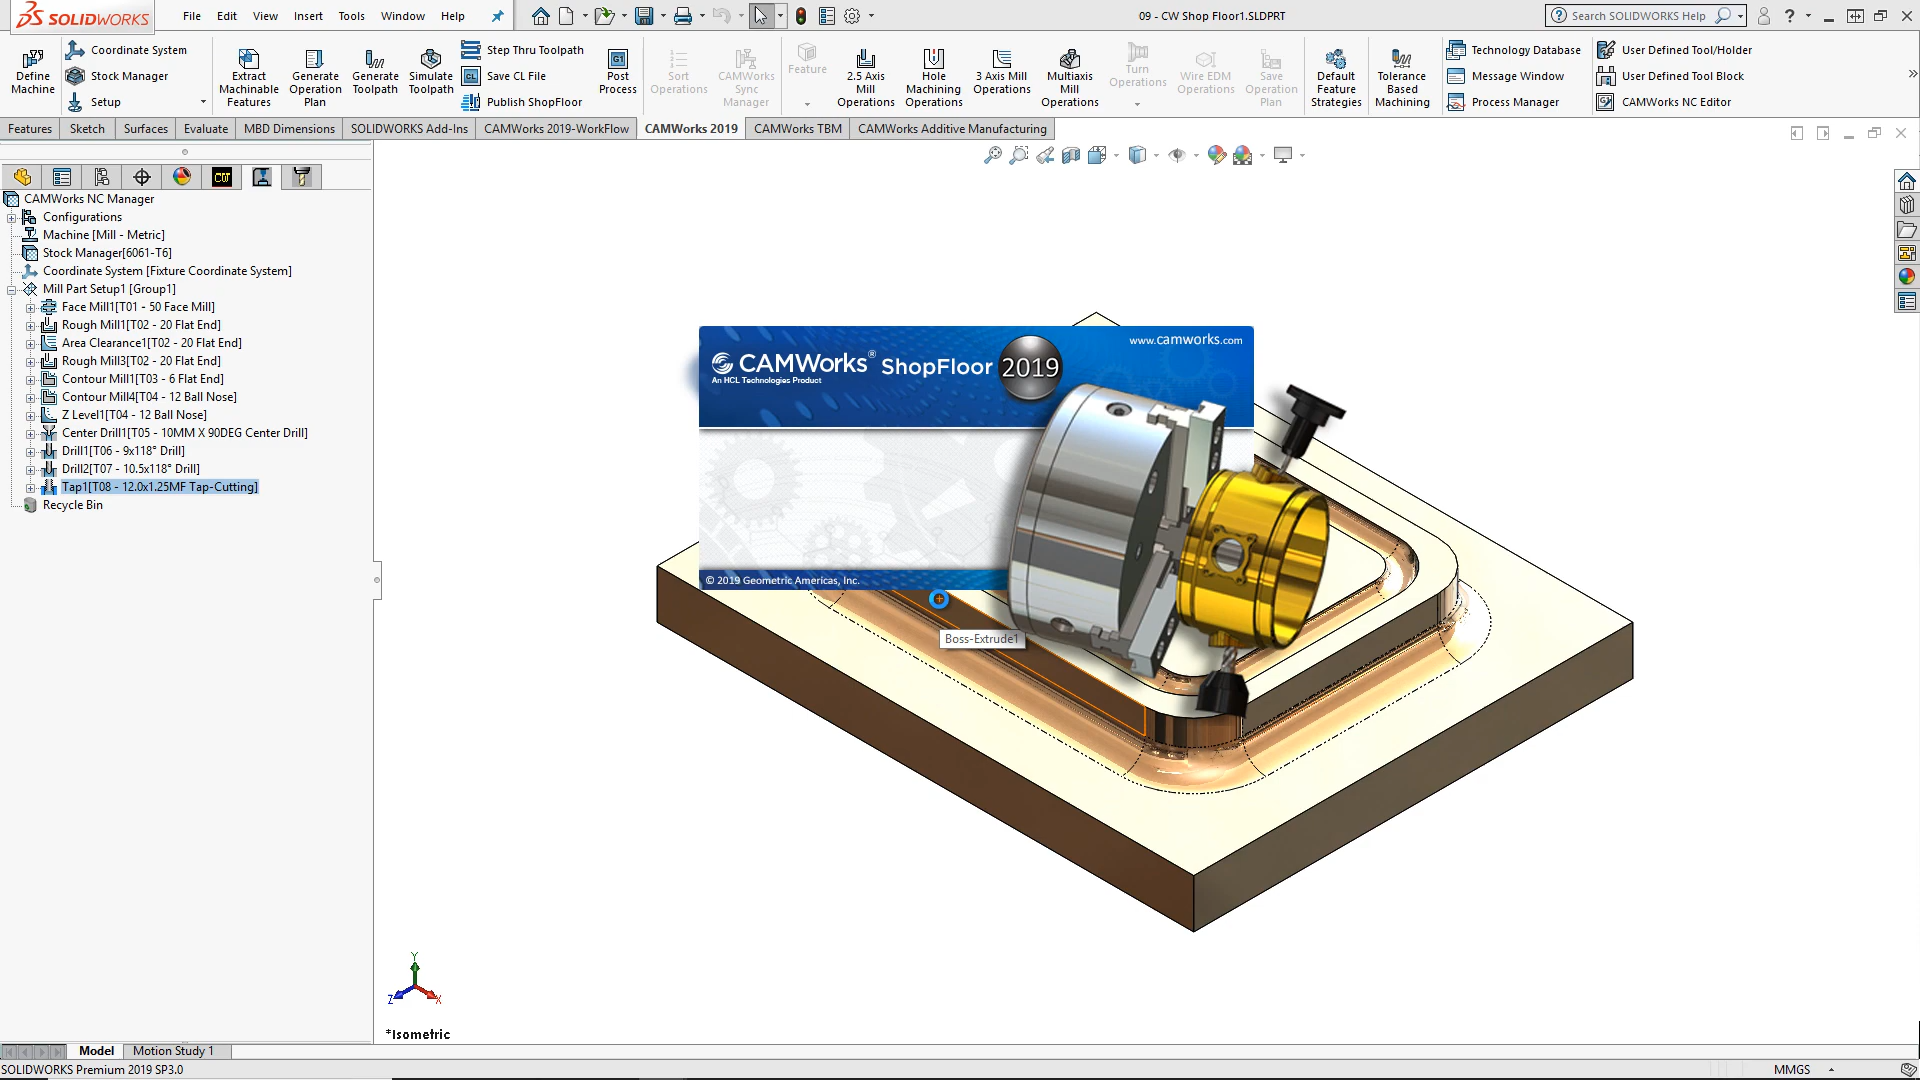 SOLIDWORKS
File Edit View Insert Tools Window Help
09 - CW Shop Floor1.SLDPRT
Search SOLIDWORKS Help
Define Machine
Coordinate System
Stock Manager
Setup
Extract Machinable Features
Generate Operation Plan
Generate Toolpath
Simulate Toolpath
Step Thru Toolpath
Save CL File
Publish ShopFloor
Post Process
Sort Operations
CAMWorks Sync Manager
Feature
2.5 Axis Mill Operations
Hole Machining Operations
3 Axis Mill Operations
Multiaxis Mill Operations
Turn Operations
Wire EDM Operations
Save Operation Plan
Default Feature Strategies
Tolerance Based Machining
Technology Database
Message Window
Process Manager
User Defined Tool/Holder
User Defined Tool Block
CAMWorks NC Editor
Features Sketch Surfaces Evaluate MBD Dimensions SOLIDWORKS Add-Ins CAMWorks 2019-WorkFlow CAMWorks 2019 CAMWorks TBM CAMWorks Additive Manufacturing
CAMWorks NC Manager
Configurations
Machine [Mill - Metric]
Stock Manager[6061-T6]
Coordinate System [Fixture Coordinate System]
Mill Part Setup1 [Group1]
Face Mill1[T01 - 50 Face Mill]
Rough Mill1[T02 - 20 Flat End]
Area Clearance1[T02 - 20 Flat End]
Rough Mill3[T02 - 20 Flat End]
Contour Mill1[T03 - 6 Flat End]
Contour Mill4[T04 - 12 Ball Nose]
Z Level1[T04 - 12 Ball Nose]
Center Drill1[T05 - 10MM X 90DEG Center Drill]
Drill1[T06 - 9x118° Drill]
Drill2[T07 - 10.5x118° Drill]
Tap1[T08 - 12.0x1.25MF Tap-Cutting]
Recycle Bin
www.camworks.com
CAMWorks® ShopFloor 2019
An HCL Technologies Product
© 2019 Geometric Americas, Inc.
Boss-Extrude1
Y
Z X
*Isometric
Model Motion Study 1
SOLIDWORKS Premium 2019 SP3.0
MMGS